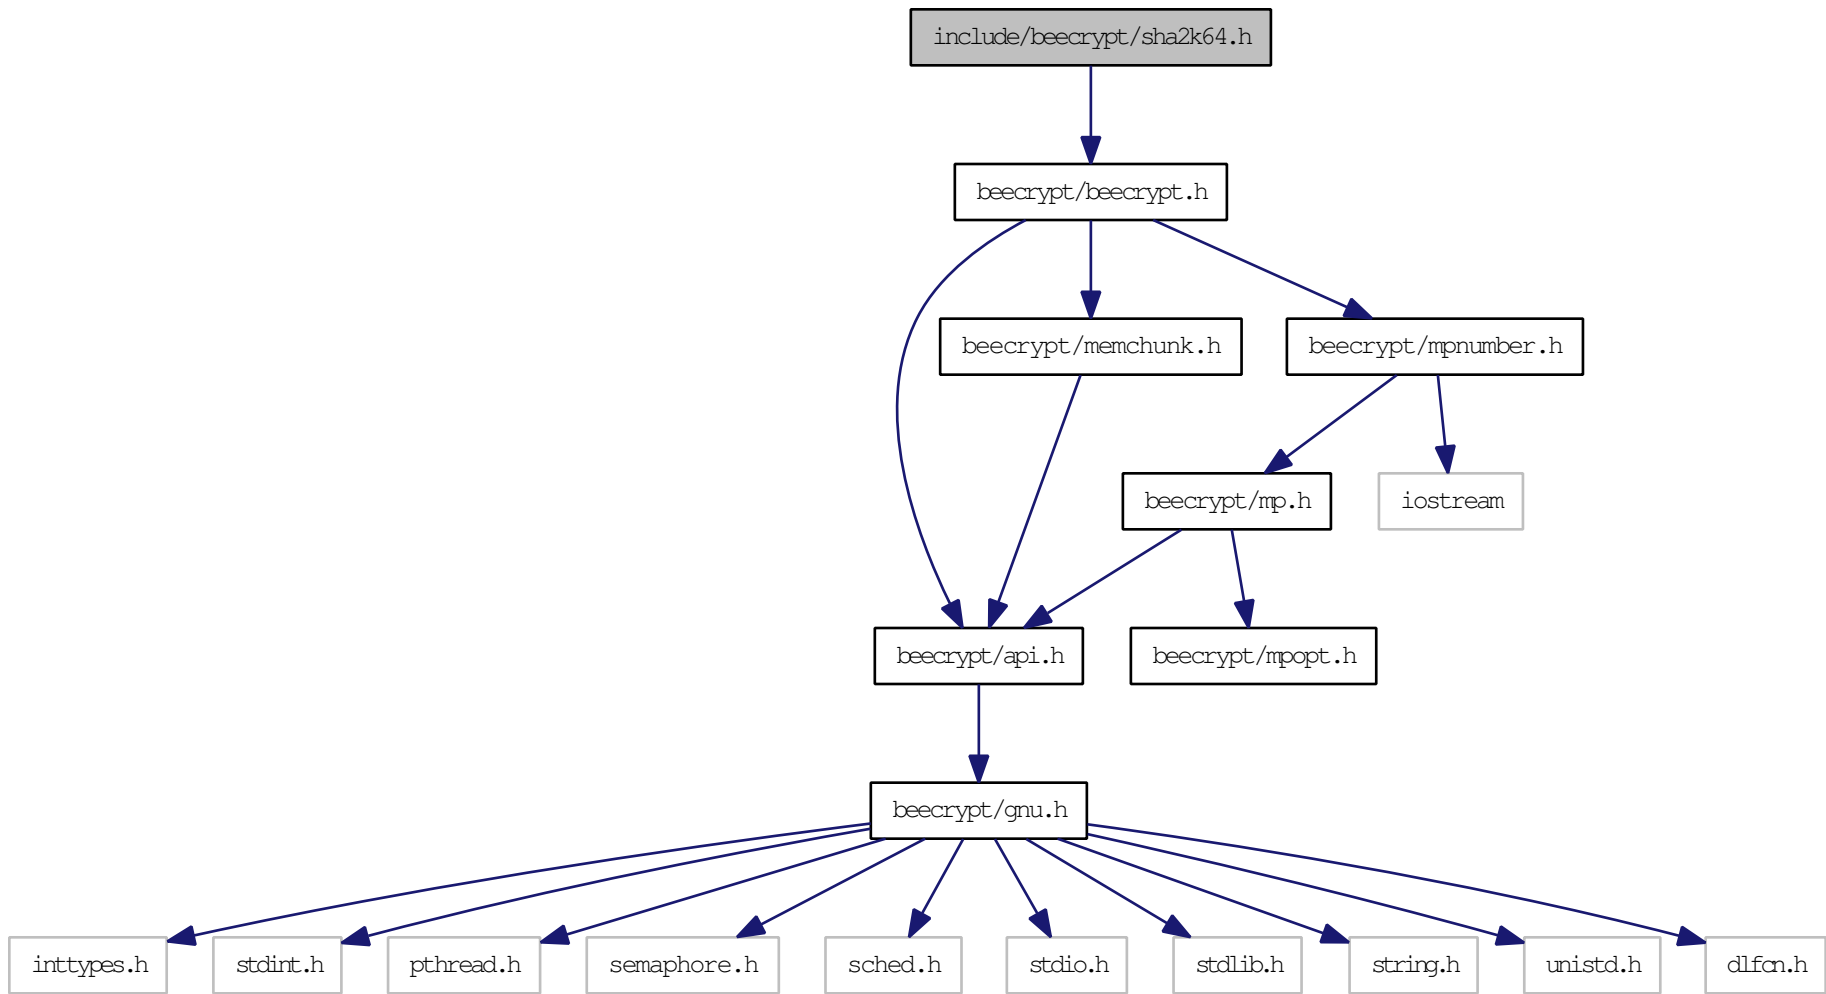 include/beecrypt/sha2k64.h
beecrypt/beecrypt.h
beecrypt/memchunk.h
beecrypt/mpnumber.h
beecrypt/mp.h
iostream
beecrypt/api.h
beecrypt/mpopt.h
beecrypt/gnu.h
inttypes.h
stdint.h
pthread.h
semaphore.h
sched.h
stdio.h
stdlib.h
string.h
unistd.h
dlfcn.h